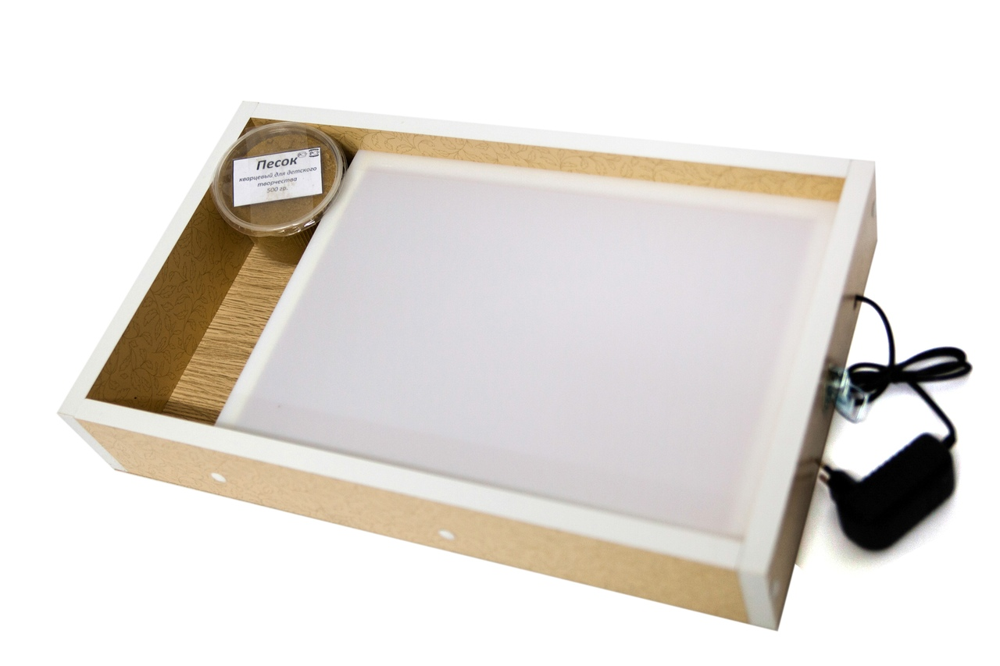 Песок
кварцевый для детского
творчества
500 гр.